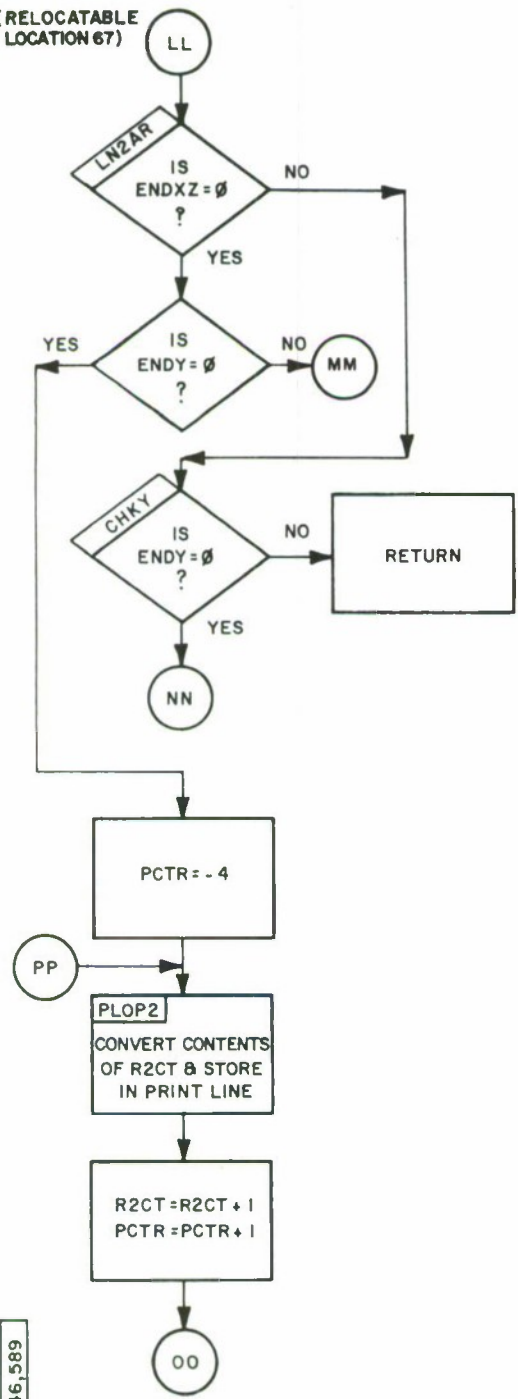 (RELOCATABLE
LOCATION 67)
LL
LN2AR
IS
ENDXZ=Ø
?
NO
YES
IS
ENDY=Ø
?
YES
NO
MM
CHKY
IS
ENDY=Ø
?
NO
RETURN
YES
NN
PCTR=-4
PP
PLOP2
CONVERT CONTENTS
OF R2CT & STORE
IN PRINT LINE
R2CT=R2CT+1
PCTR=PCTR+1
OO